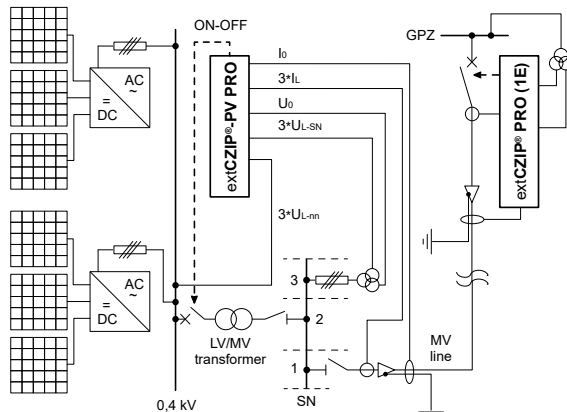 ON-OFF
GPZ
I0
3*IL
U0
3*UL-SN
3*UL-nn
extCZIP®-PV PRO
extCZIP® PRO (1E)
AC
~
=
DC
AC
~
=
DC
3
2
1
LV/MV
transformer
MV
line
0,4 kV
SN